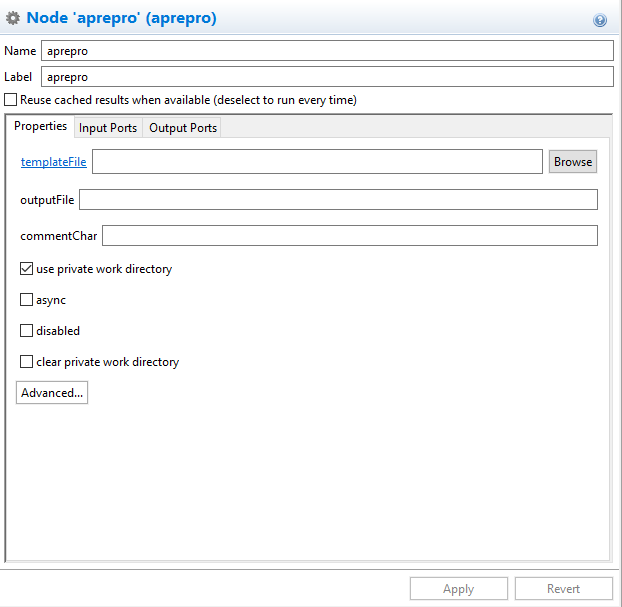 Node 'aprepro' (aprepro)
Name aprepro
Label aprepro
Reuse cached results when available (deselect to run every time)
Properties Input Ports Output Ports
templateFile Browse
outputFile
commentChar
use private work directory
async
disabled
clear private work directory
Advanced...
Apply Revert